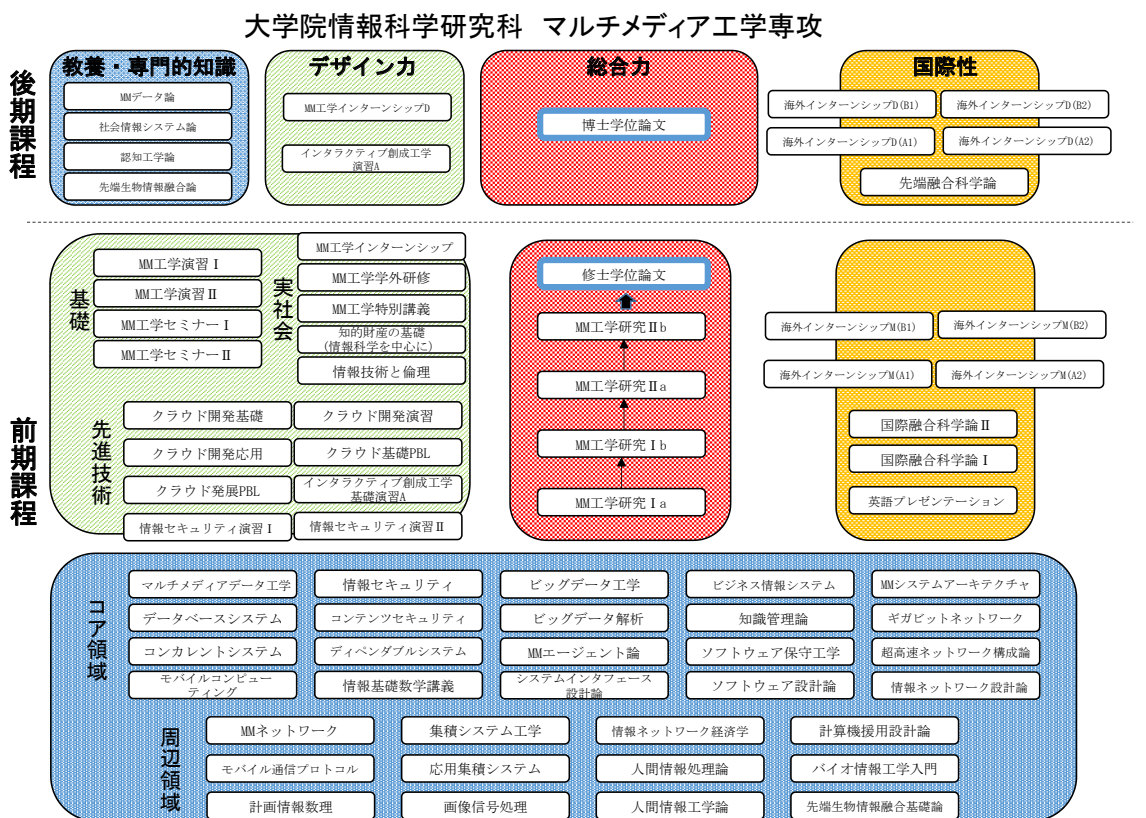 大学院情報科学研究科 マルチメディア工学専攻
後期課程
教養・専門的知識
MMデータ論
社会情報システム論
認知工学論
先端生物情報融合論
デザイン力
MM工学インターンシップD
インタラクティブ創成工学
演習A
総合力
博士学位論文
国際性
海外インターンシップD(B1)
海外インターンシップD(B2)
海外インターンシップD(A1)
海外インターンシップD(A2)
先端融合科学論
前期課程
基礎
MM工学演習Ⅰ
MM工学演習Ⅱ
MM工学セミナーⅠ
MM工学セミナーⅡ
実社会
MM工学インターンシップ
MM工学学外研修
MM工学特別講義
知的財産の基礎
(情報科学を中心に)
情報技術と倫理
先進技術
クラウド開発基礎
クラウド開発演習
クラウド開発応用
クラウド基礎PBL
クラウド発展PBL
インタラクティブ創成工学
基礎演習A
情報セキュリティ演習Ⅰ
情報セキュリティ演習Ⅱ
修士学位論文
MM工学研究Ⅱb
MM工学研究Ⅱa
MM工学研究Ⅰb
MM工学研究Ⅰa
海外インターンシップM(B1)
海外インターンシップM(B2)
海外インターンシップM(A1)
海外インターンシップM(A2)
国際融合科学論Ⅱ
国際融合科学論Ⅰ
英語プレゼンテーション
コア領域
マルチメディアデータ工学
情報セキュリティ
ビッグデータ工学
ビジネス情報システム
MMシステムアーキテクチャ
データベースシステム
コンテンツセキュリティ
ビッグデータ解析
知識管理論
ギガビットネットワーク
コンカレントシステム
ディペンダブルシステム
MMエージェント論
ソフトウェア保守工学
超高速ネットワーク構成論
モバイルコンピュー
ティング
情報基礎数学講義
システムインタフェース
設計論
ソフトウェア設計論
情報ネットワーク設計論
周辺領域
MMネットワーク
集積システム工学
情報ネットワーク経済学
計算機援用設計論
モバイル通信プロトコル
応用集積システム
人間情報処理論
バイオ情報工学入門
計画情報数理
画像信号処理
人間情報工学論
先端生物情報融合基礎論